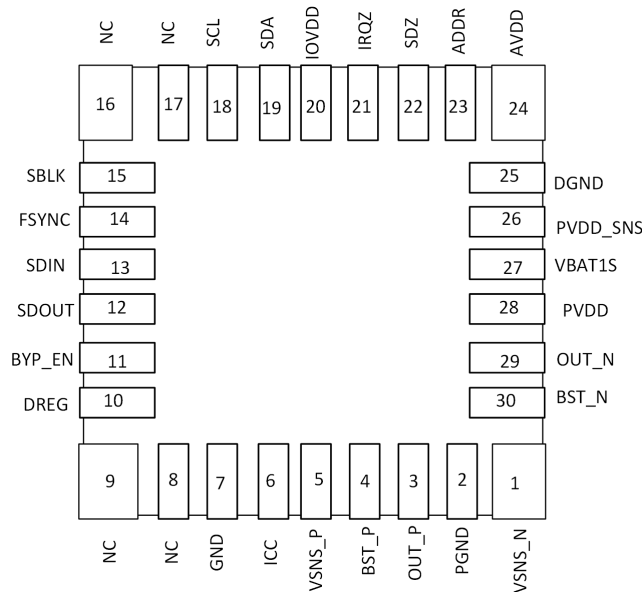 NC NC SCL SDA IOVDD IRQZ SDZ ADDR AVDD
16 17 18 19 20 21 22 23 24
SBLK 15 25 DGND
FSYNC 14 26 PVDD_SNS
SDIN 13 27 VBAT1S
SDOUT 12 28 PVDD
BYP_EN 11 29 OUT_N
DREG 10 30 BST_N
9 8 7 6 5 4 3 2 1
NC NC GND ICC VSNS_P BST_P OUT_P PGND VSNS_N